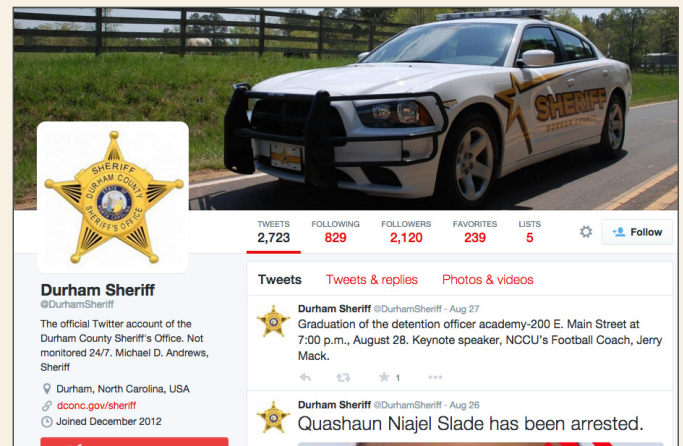 SHERIFF
DURHAM COUNTY
SHERIFF
DURHAM COUNTY
SHERIFF'S OFFICE
TWEETS
2,723
FOLLOWING
829
FOLLOWERS
2,120
FAVORITES
239
LISTS
5
Follow
Durham Sheriff
@DurhamSheriff
The official Twitter account of the
Durham County Sheriff's Office. Not
monitored 24/7. Michael D. Andrews,
Sheriff
Durham, North Carolina, USA
dconc.gov/sheriff
Joined December 2012
Tweets Tweets & replies Photos & videos
Durham Sheriff @DurhamSheriff · Aug 27
Graduation of the detention officer academy-200 E. Main Street at
7:00 p.m., August 28. Keynote speaker, NCCU's Football Coach, Jerry
Mack.
1
Durham Sheriff @DurhamSheriff · Aug 26
Quashaun Niajel Slade has been arrested.